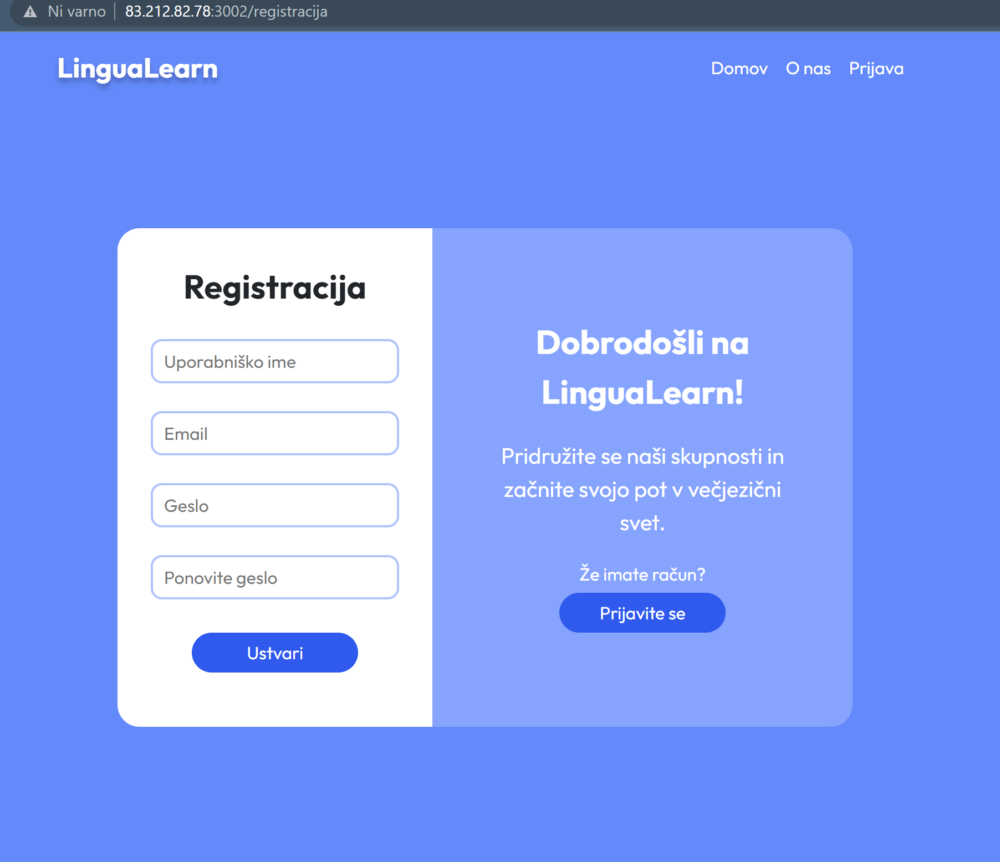 Ni varno 83.212.82.78:3002/registracija
LinguaLearn
Domov O nas Prijava
Registracija
Uporabniško ime
Email
Geslo
Ponovite geslo
Ustvari
Dobrodošli na
LinguaLearn!
Pridružite se naši skupnosti in
začnite svojo pot v večjezični
svet.
Že imate račun?
Prijavite se